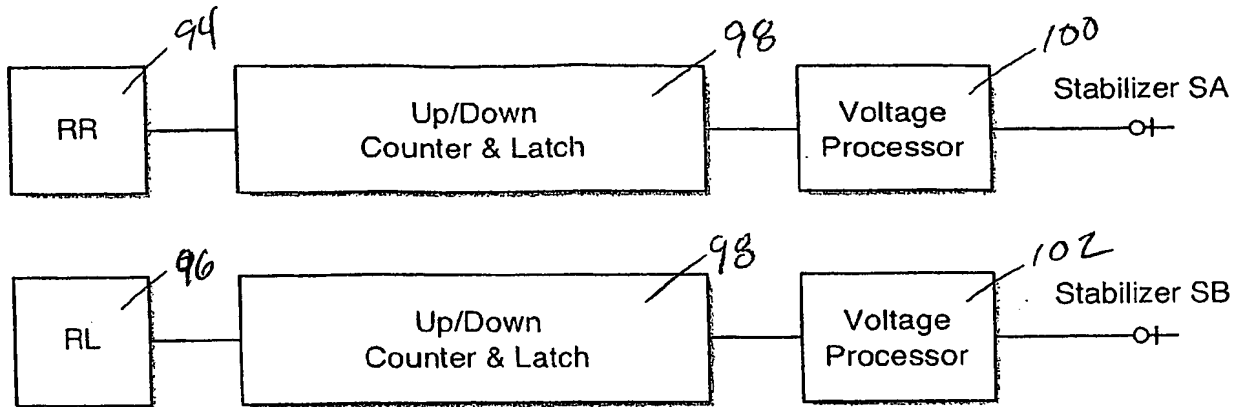 94
98
100
RR
Up/Down
Counter & Latch
Voltage
Processor
Stabilizer SA
96
98
102
RL
Up/Down
Counter & Latch
Voltage
Processor
Stabilizer SB